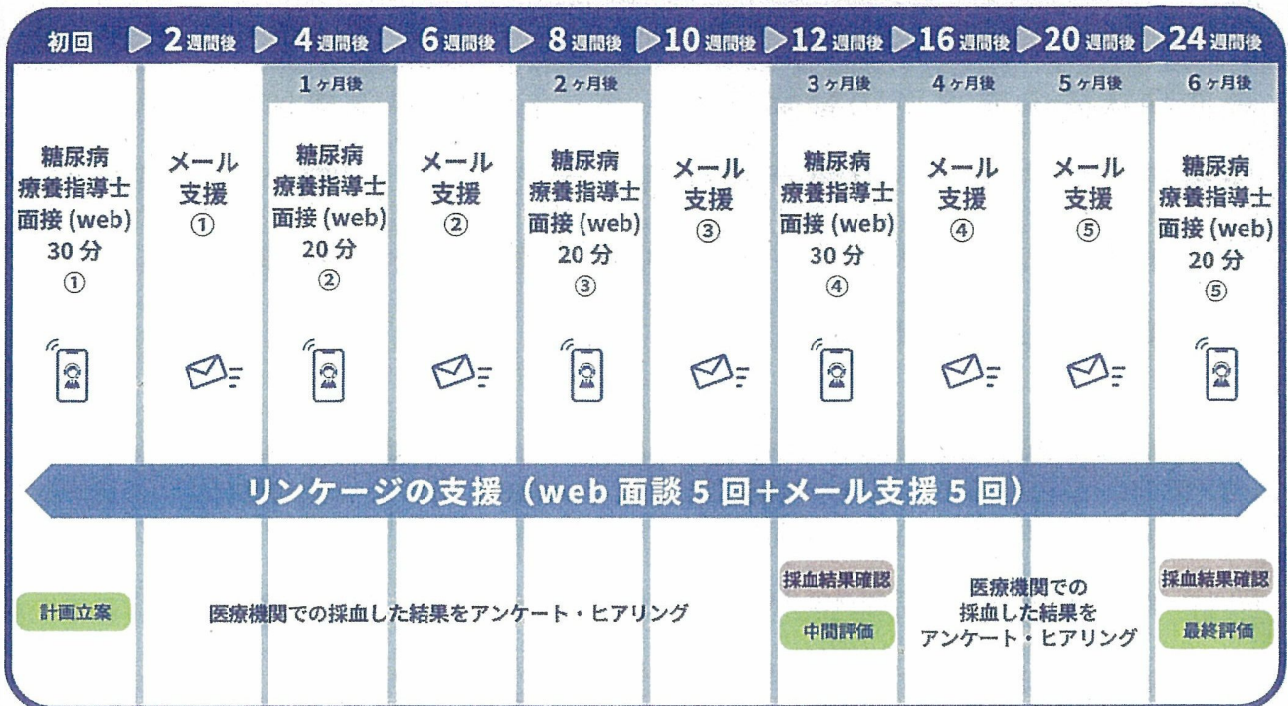 初回 ▷ 2週間後 ▷ 4週間後 ▷ 6週間後 ▷ 8週間後 ▷ 10週間後 ▷ 12週間後 ▷ 16週間後 ▷ 20週間後 ▷ 24週間後
1ヶ月後 2ヶ月後 3ヶ月後 4ヶ月後 5ヶ月後 6ヶ月後
糖尿病
療養指導士
面接(web)
30分
①
メール
支援
①
糖尿病
療養指導士
面接(web)
20分
②
メール
支援
②
糖尿病
療養指導士
面接(web)
20分
③
メール
支援
③
糖尿病
療養指導士
面接(web)
30分
④
メール
支援
④
メール
支援
⑤
糖尿病
療養指導士
面接(web)
20分
⑤
リンケージの支援（web面談5回＋メール支援5回）
計画立案
医療機関での採血した結果をアンケート・ヒアリング
採血結果確認
中間評価
医療機関での
採血した結果を
アンケート・ヒアリング
採血結果確認
最終評価